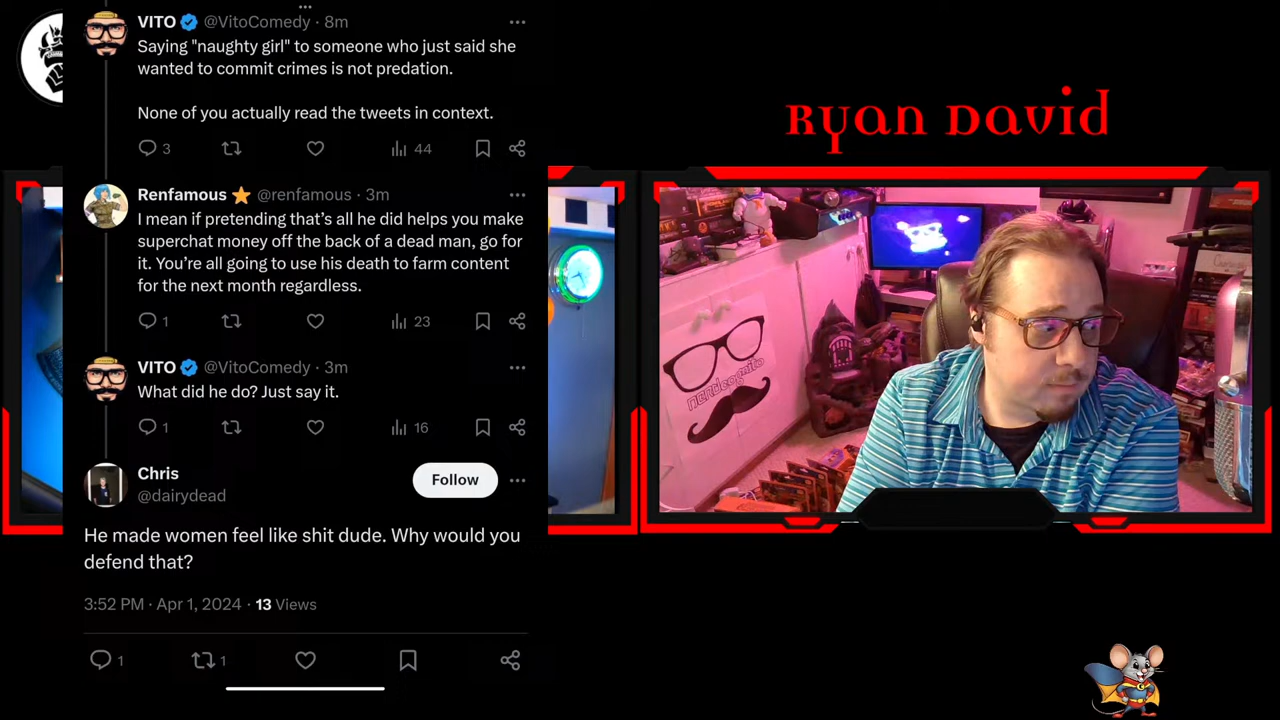 VITO @VitoComedy · 8m
Saying "naughty girl" to someone who just said she
wanted to commit crimes is not predation.
None of you actually read the tweets in context.
3 44
Renfamous @renfamous · 3m
I mean if pretending that’s all he did helps you make
superchat money off the back of a dead man, go for
it. You’re all going to use his death to farm content
for the next month regardless.
1 23
VITO @VitoComedy · 3m
What did he do? Just say it.
1 16
Chris
@dairydead
Follow
He made women feel like shit dude. Why would you
defend that?
3:52 PM · Apr 1, 2024 · 13 Views
1 1
Ryan David
nerdcognito